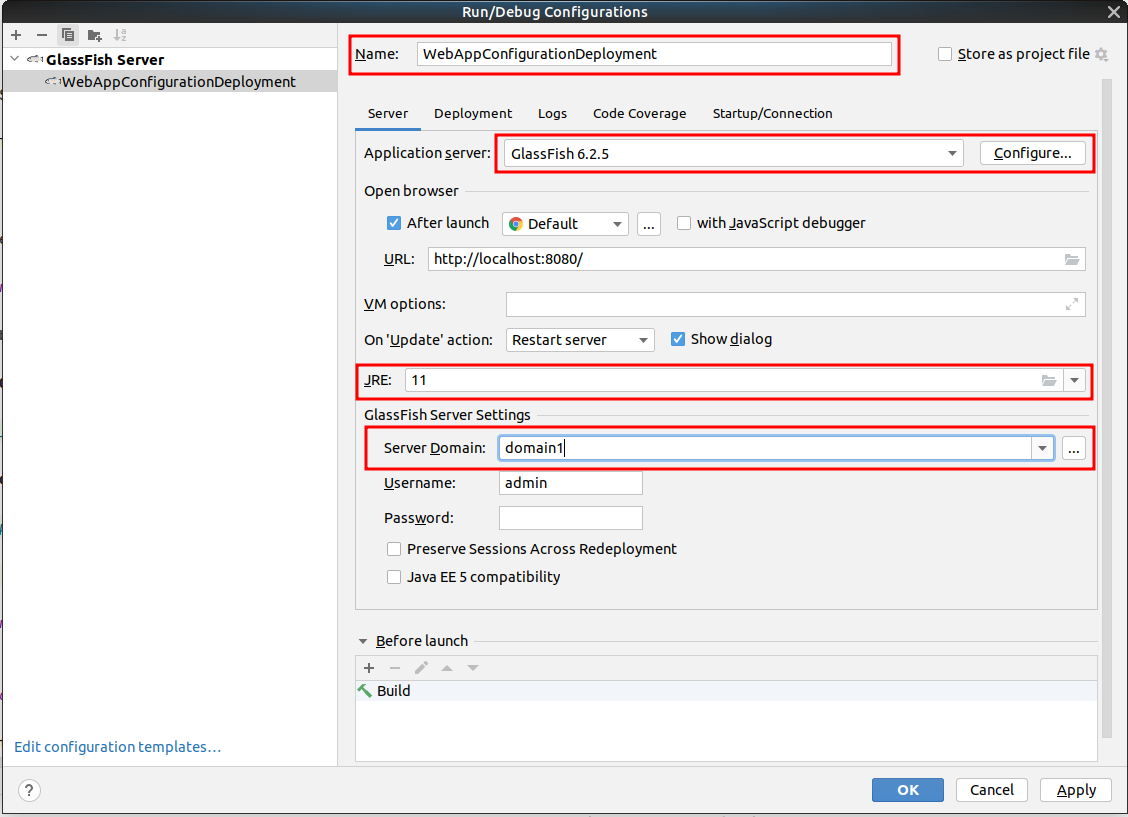 Run/Debug Configurations
GlassFish Server
WebAppConfigurationDeployment
Name: WebAppConfigurationDeployment
Store as project file
Server Deployment Logs Code Coverage Startup/Connection
Application server: GlassFish 6.2.5 Configure...
Open browser
After launch Default ... with JavaScript debugger
URL: http://localhost:8080/
VM options:
On 'Update' action: Restart server Show dialog
JRE: 11
GlassFish Server Settings
Server Domain: domain1 ...
Username: admin
Password:
Preserve Sessions Across Redeployment
Java EE 5 compatibility
Before launch
Build
Edit configuration templates...
? OK Cancel Apply